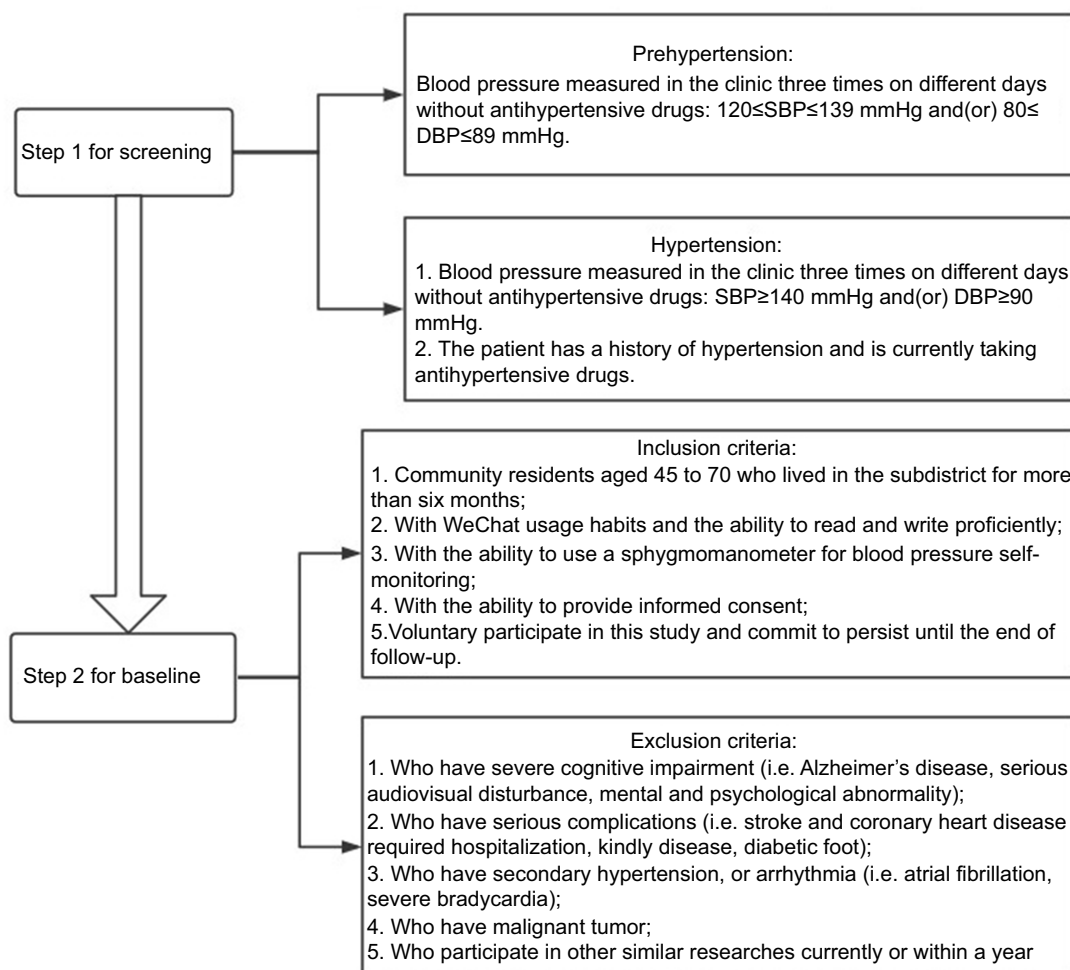 Prehypertension:
Blood pressure measured in the clinic three times on different days
without antihypertensive drugs: 120≤SBP≤139 mmHg and(or) 80≤
DBP≤89 mmHg.
Step 1 for screening
Hypertension:
1. Blood pressure measured in the clinic three times on different days
without antihypertensive drugs: SBP≥140 mmHg and(or) DBP≥90
mmHg.
2. The patient has a history of hypertension and is currently taking
antihypertensive drugs.
Inclusion criteria:
1. Community residents aged 45 to 70 who lived in the subdistrict for more
than six months;
2. With WeChat usage habits and the ability to read and write proficiently;
3. With the ability to use a sphygmomanometer for blood pressure self-
monitoring;
4. With the ability to provide informed consent;
5.Voluntary participate in this study and commit to persist until the end of
follow-up.
Step 2 for baseline
Exclusion criteria:
1. Who have severe cognitive impairment (i.e. Alzheimer's disease, serious
audiovisual disturbance, mental and psychological abnormality);
2. Who have serious complications (i.e. stroke and coronary heart disease
required hospitalization, kindly disease, diabetic foot);
3. Who have secondary hypertension, or arrhythmia (i.e. atrial fibrillation,
severe bradycardia);
4. Who have malignant tumor;
5. Who participate in other similar researches currently or within a year